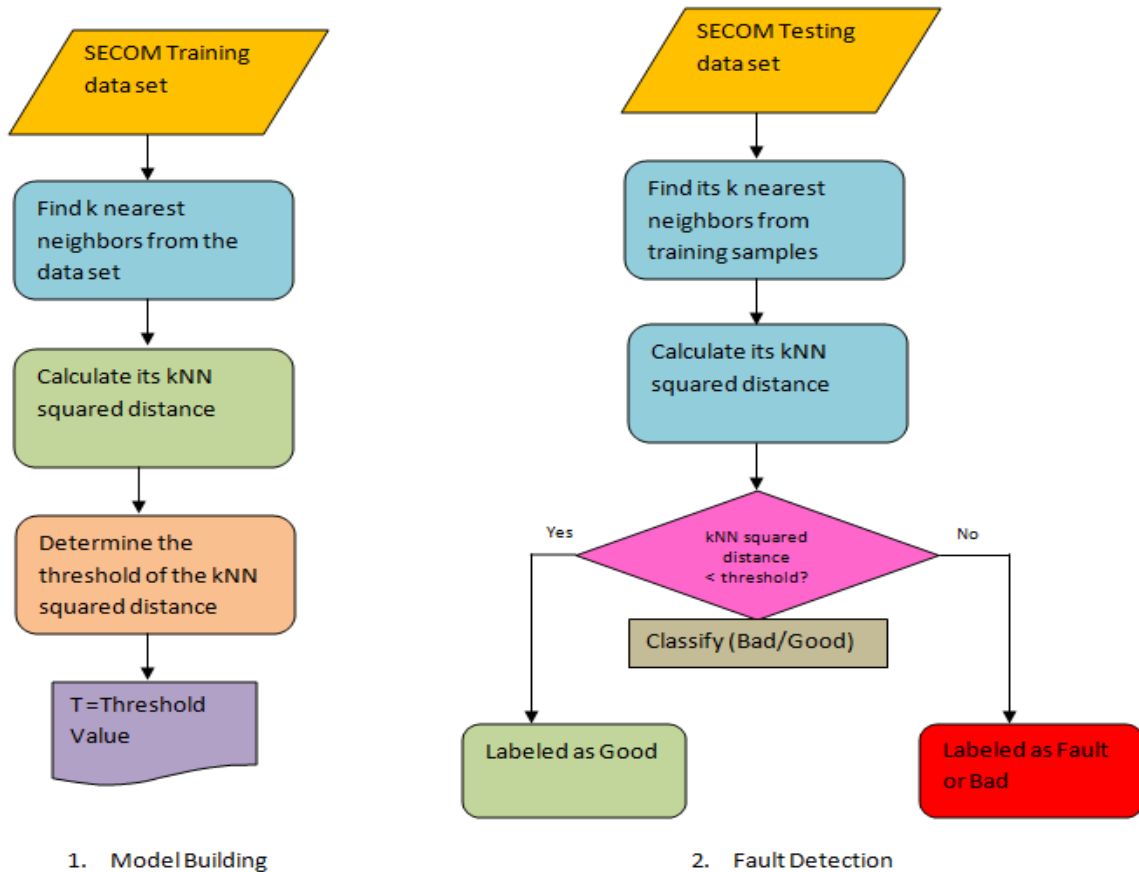 SECOM Training
data set
Find k nearest
neighbors from the
data set
Calculate its kNN
squared distance
Determine the
threshold of the kNN
squared distance
T=Threshold
Value
1. Model Building
SECOM Testing
data set
Find its k nearest
neighbors from
training samples
Calculate its kNN
squared distance
Yes
kNN squared
distance
< threshold?
No
Classify (Bad/Good)
Labeled as Good
Labeled as Fault
or Bad
2. Fault Detection